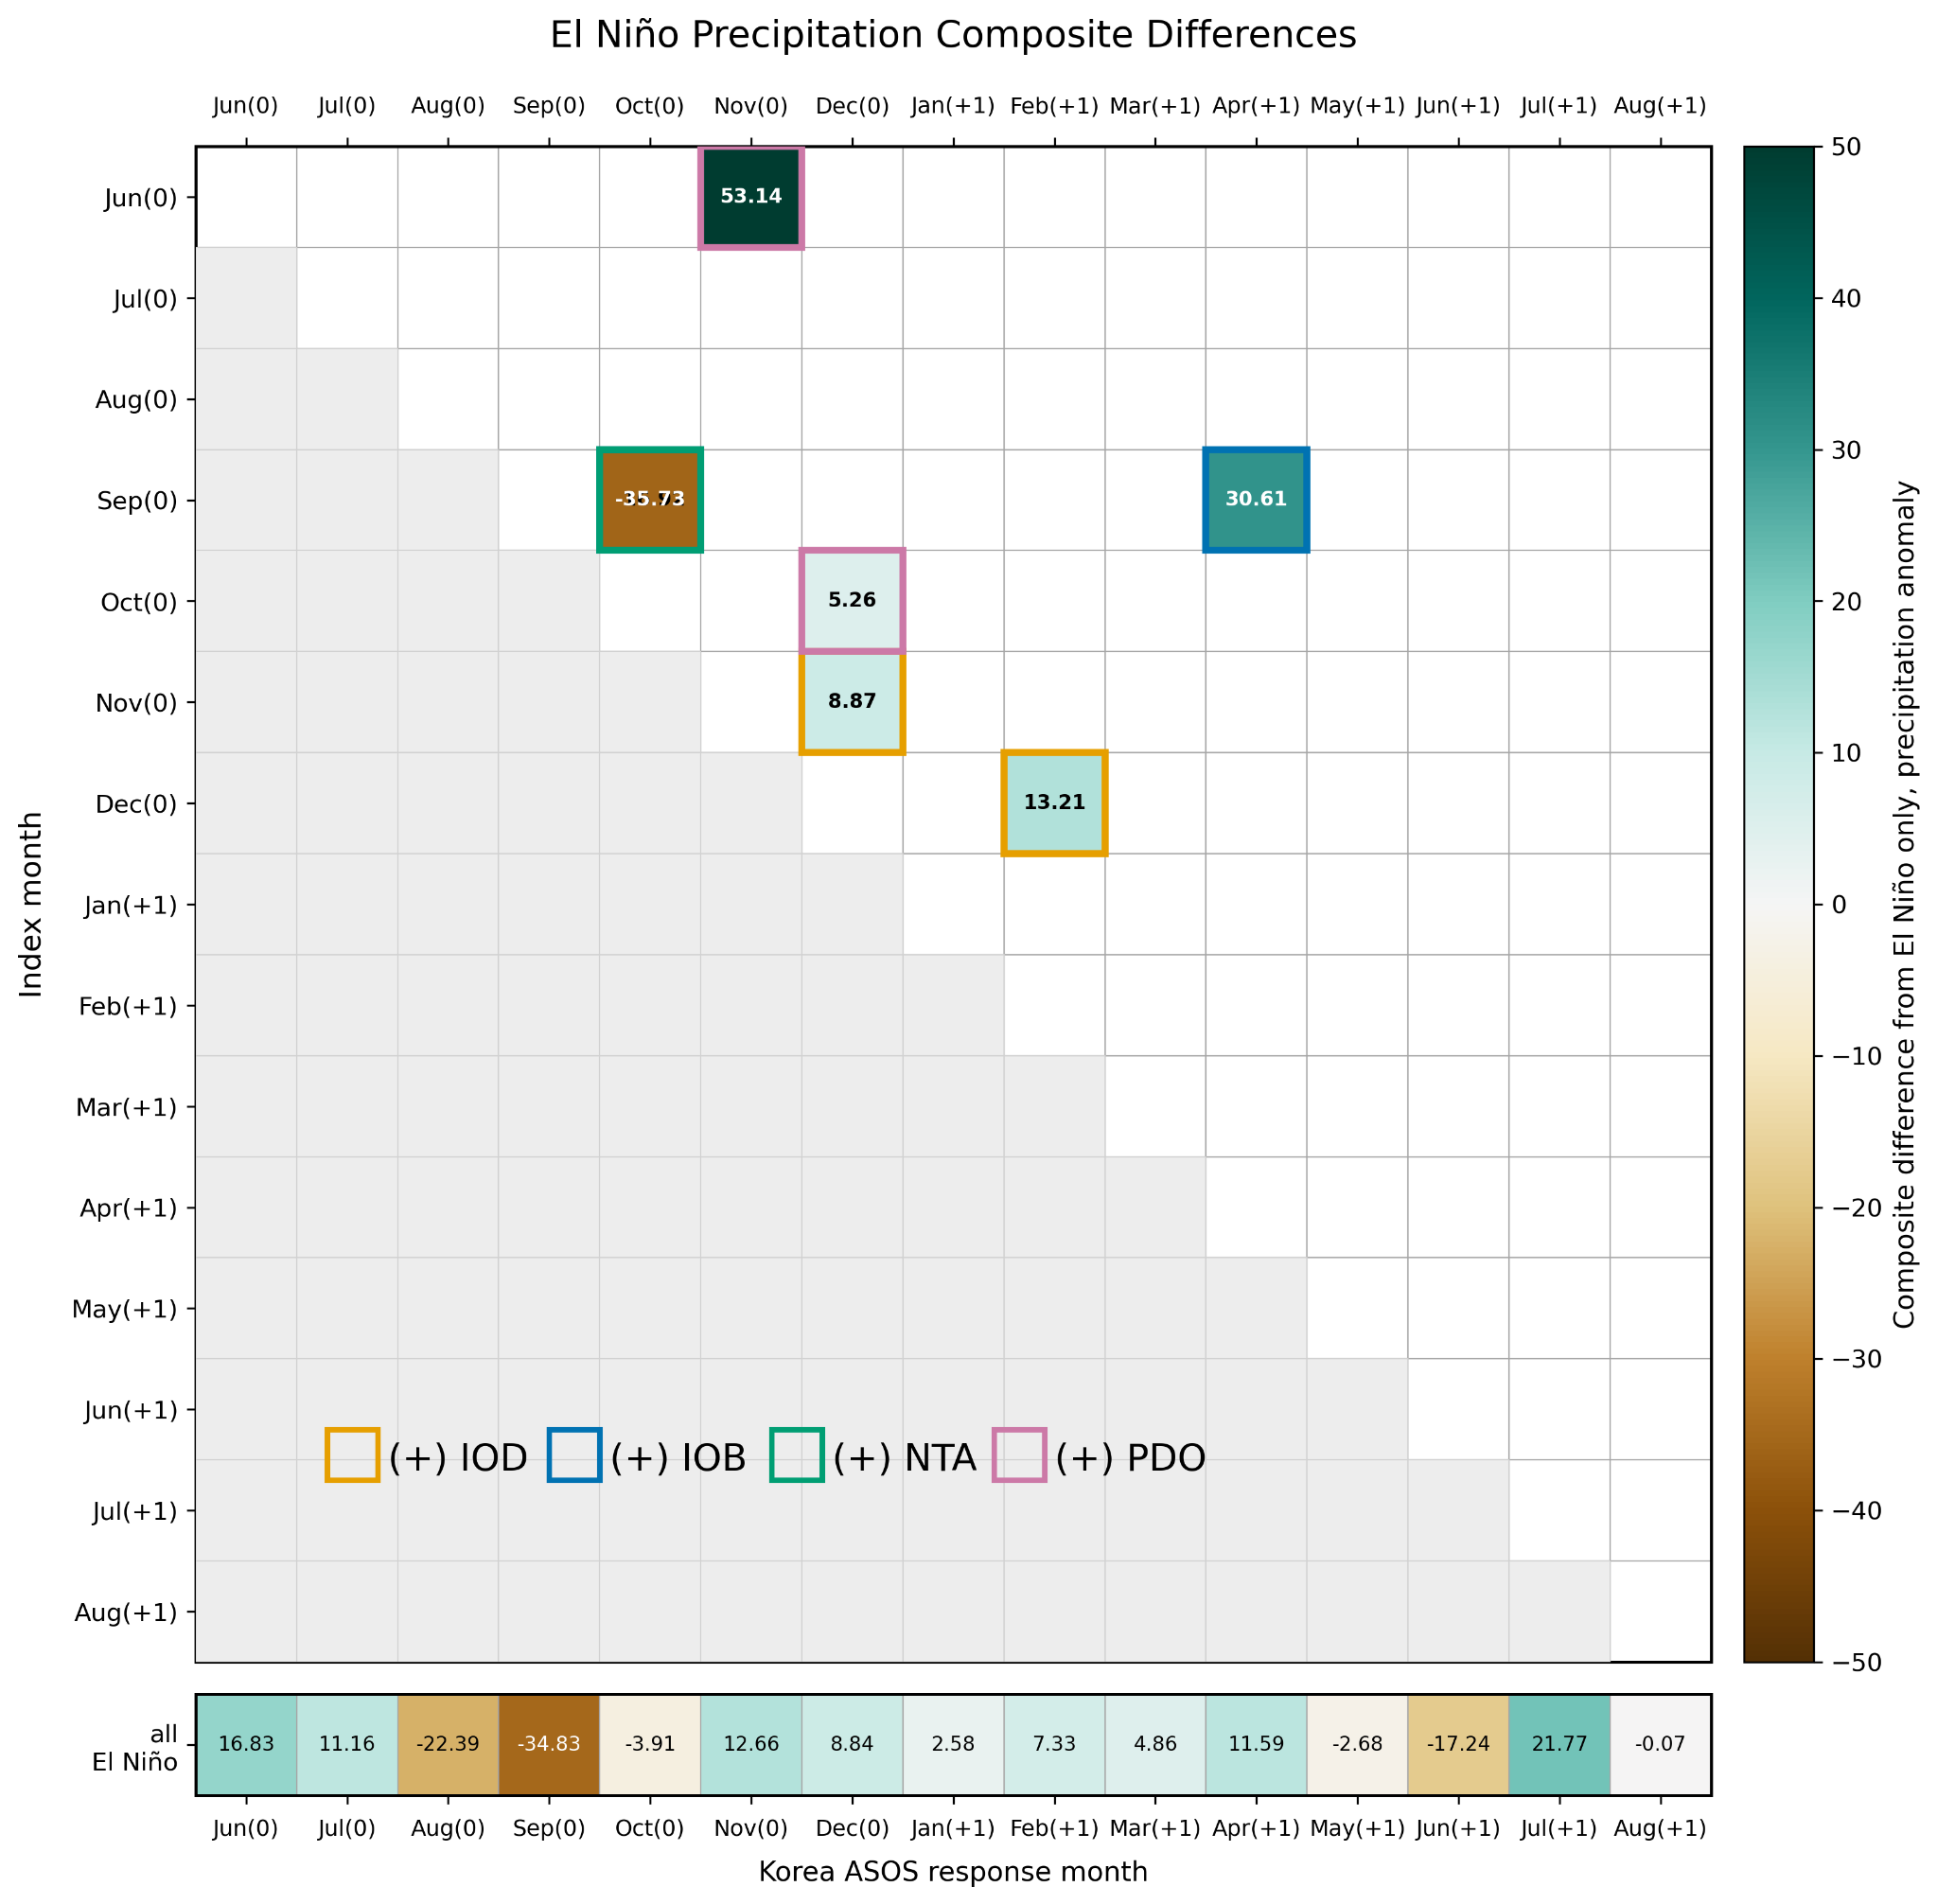 El Niño Precipitation Composite Differences
Jun(0) Jul(0) Aug(0) Sep(0) Oct(0) Nov(0) Dec(0) Jan(+1) Feb(+1) Mar(+1) Apr(+1) May(+1) Jun(+1) Jul(+1) Aug(+1)
Jun(0) 53.14
Jul(0)
Aug(0)
Sep(0) -35.73 30.61
Oct(0) 5.26
Nov(0) 8.87
Dec(0) 13.21
Jan(+1)
Feb(+1)
Mar(+1)
Apr(+1)
May(+1)
Jun(+1)
Jul(+1)
Aug(+1)
Index month
(+) IOD (+) IOB (+) NTA (+) PDO
50
40
30
20
10
0
−10
−20
−30
−40
−50
Composite difference from El Niño only, precipitation anomaly
all
El Niño
16.83 11.16 -22.39 -34.83 -3.91 12.66 8.84 2.58 7.33 4.86 11.59 -2.68 -17.24 21.77 -0.07
Jun(0) Jul(0) Aug(0) Sep(0) Oct(0) Nov(0) Dec(0) Jan(+1) Feb(+1) Mar(+1) Apr(+1) May(+1) Jun(+1) Jul(+1) Aug(+1)
Korea ASOS response month